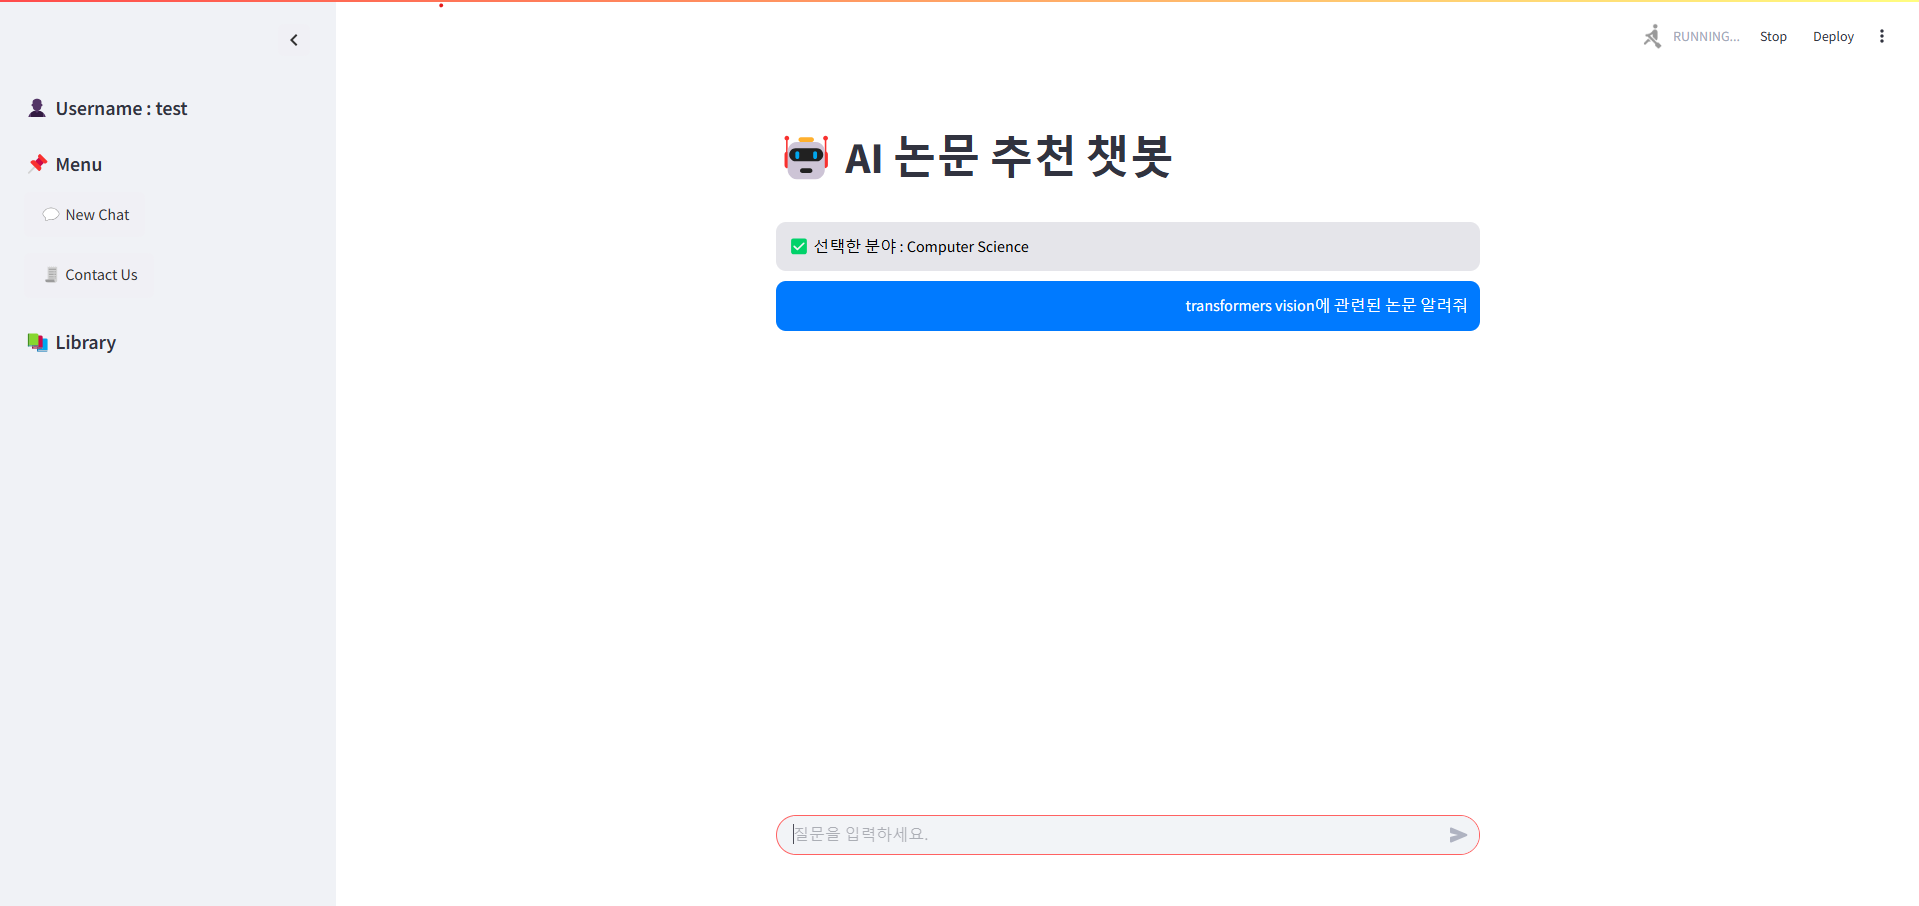 Username : test
Menu
New Chat
Contact Us
Library
RUNNING...
Stop
Deploy
AI 논문 추천 챗봇
선택한 분야 : Computer Science
transformers vision에 관련된 논문 알려줘
질문을 입력하세요.